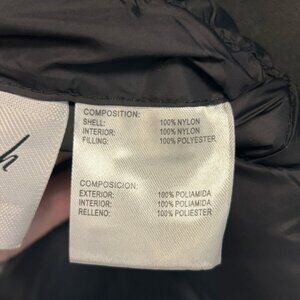 COMPOSITION:
SHELL: 100% NYLON
INTERIOR: 100% NYLON
FILLING: 100% POLYESTER
COMPOSICION:
EXTERIOR: 100% POLIAMIDA
INTERIOR: 100% POLIAMIDA
RELLENO: 100% POLIESTER